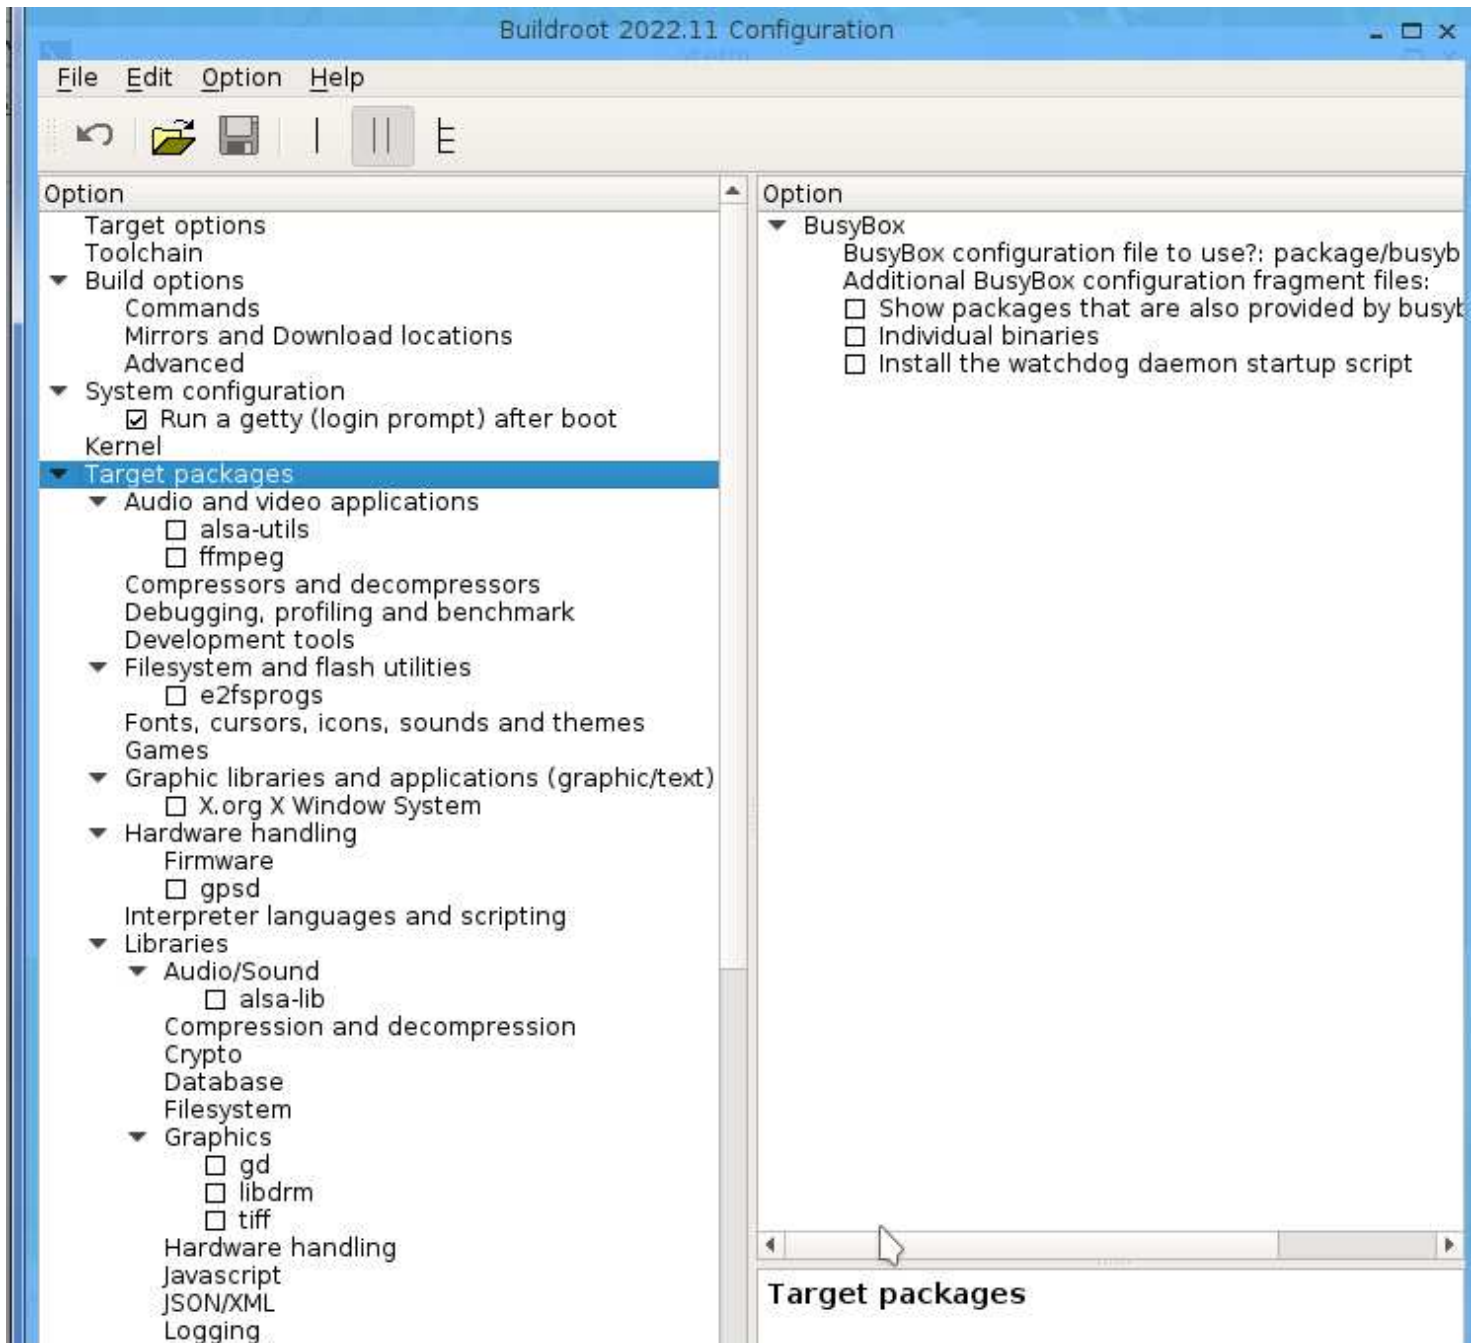 Buildroot 2022.11 Configuration
File Edit Option Help
Option
Target options
Toolchain
Build options
Commands
Mirrors and Download locations
Advanced
System configuration
Run a getty (login prompt) after boot
Kernel
Target packages
Audio and video applications
alsa-utils
ffmpeg
Compressors and decompressors
Debugging, profiling and benchmark
Development tools
Filesystem and flash utilities
e2fsprogs
Fonts, cursors, icons, sounds and themes
Games
Graphic libraries and applications (graphic/text)
X.org X Window System
Hardware handling
Firmware
gpsd
Interpreter languages and scripting
Libraries
Audio/Sound
alsa-lib
Compression and decompression
Crypto
Database
Filesystem
Graphics
gd
libdrm
tiff
Hardware handling
Javascript
JSON/XML
Logging
Option
BusyBox
BusyBox configuration file to use?: package/busyb
Additional BusyBox configuration fragment files:
Show packages that are also provided by busyb
Individual binaries
Install the watchdog daemon startup script
Target packages